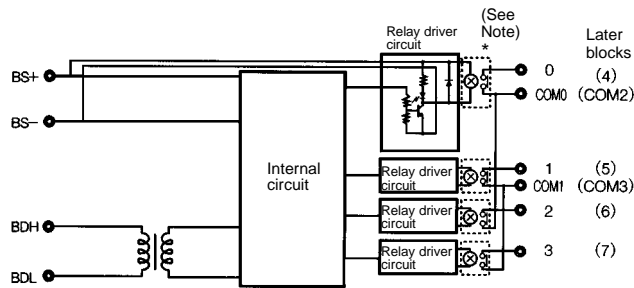 (See
Note)
*
Relay driver
circuit
Later
blocks
BS+
BS−
0 (4)
COM0 (COM2)
Internal
circuit
Relay driver
circuit
1 (5)
COM1 (COM3)
Relay driver
circuit
2 (6)
BDH
Relay driver
circuit
3 (7)
BDL